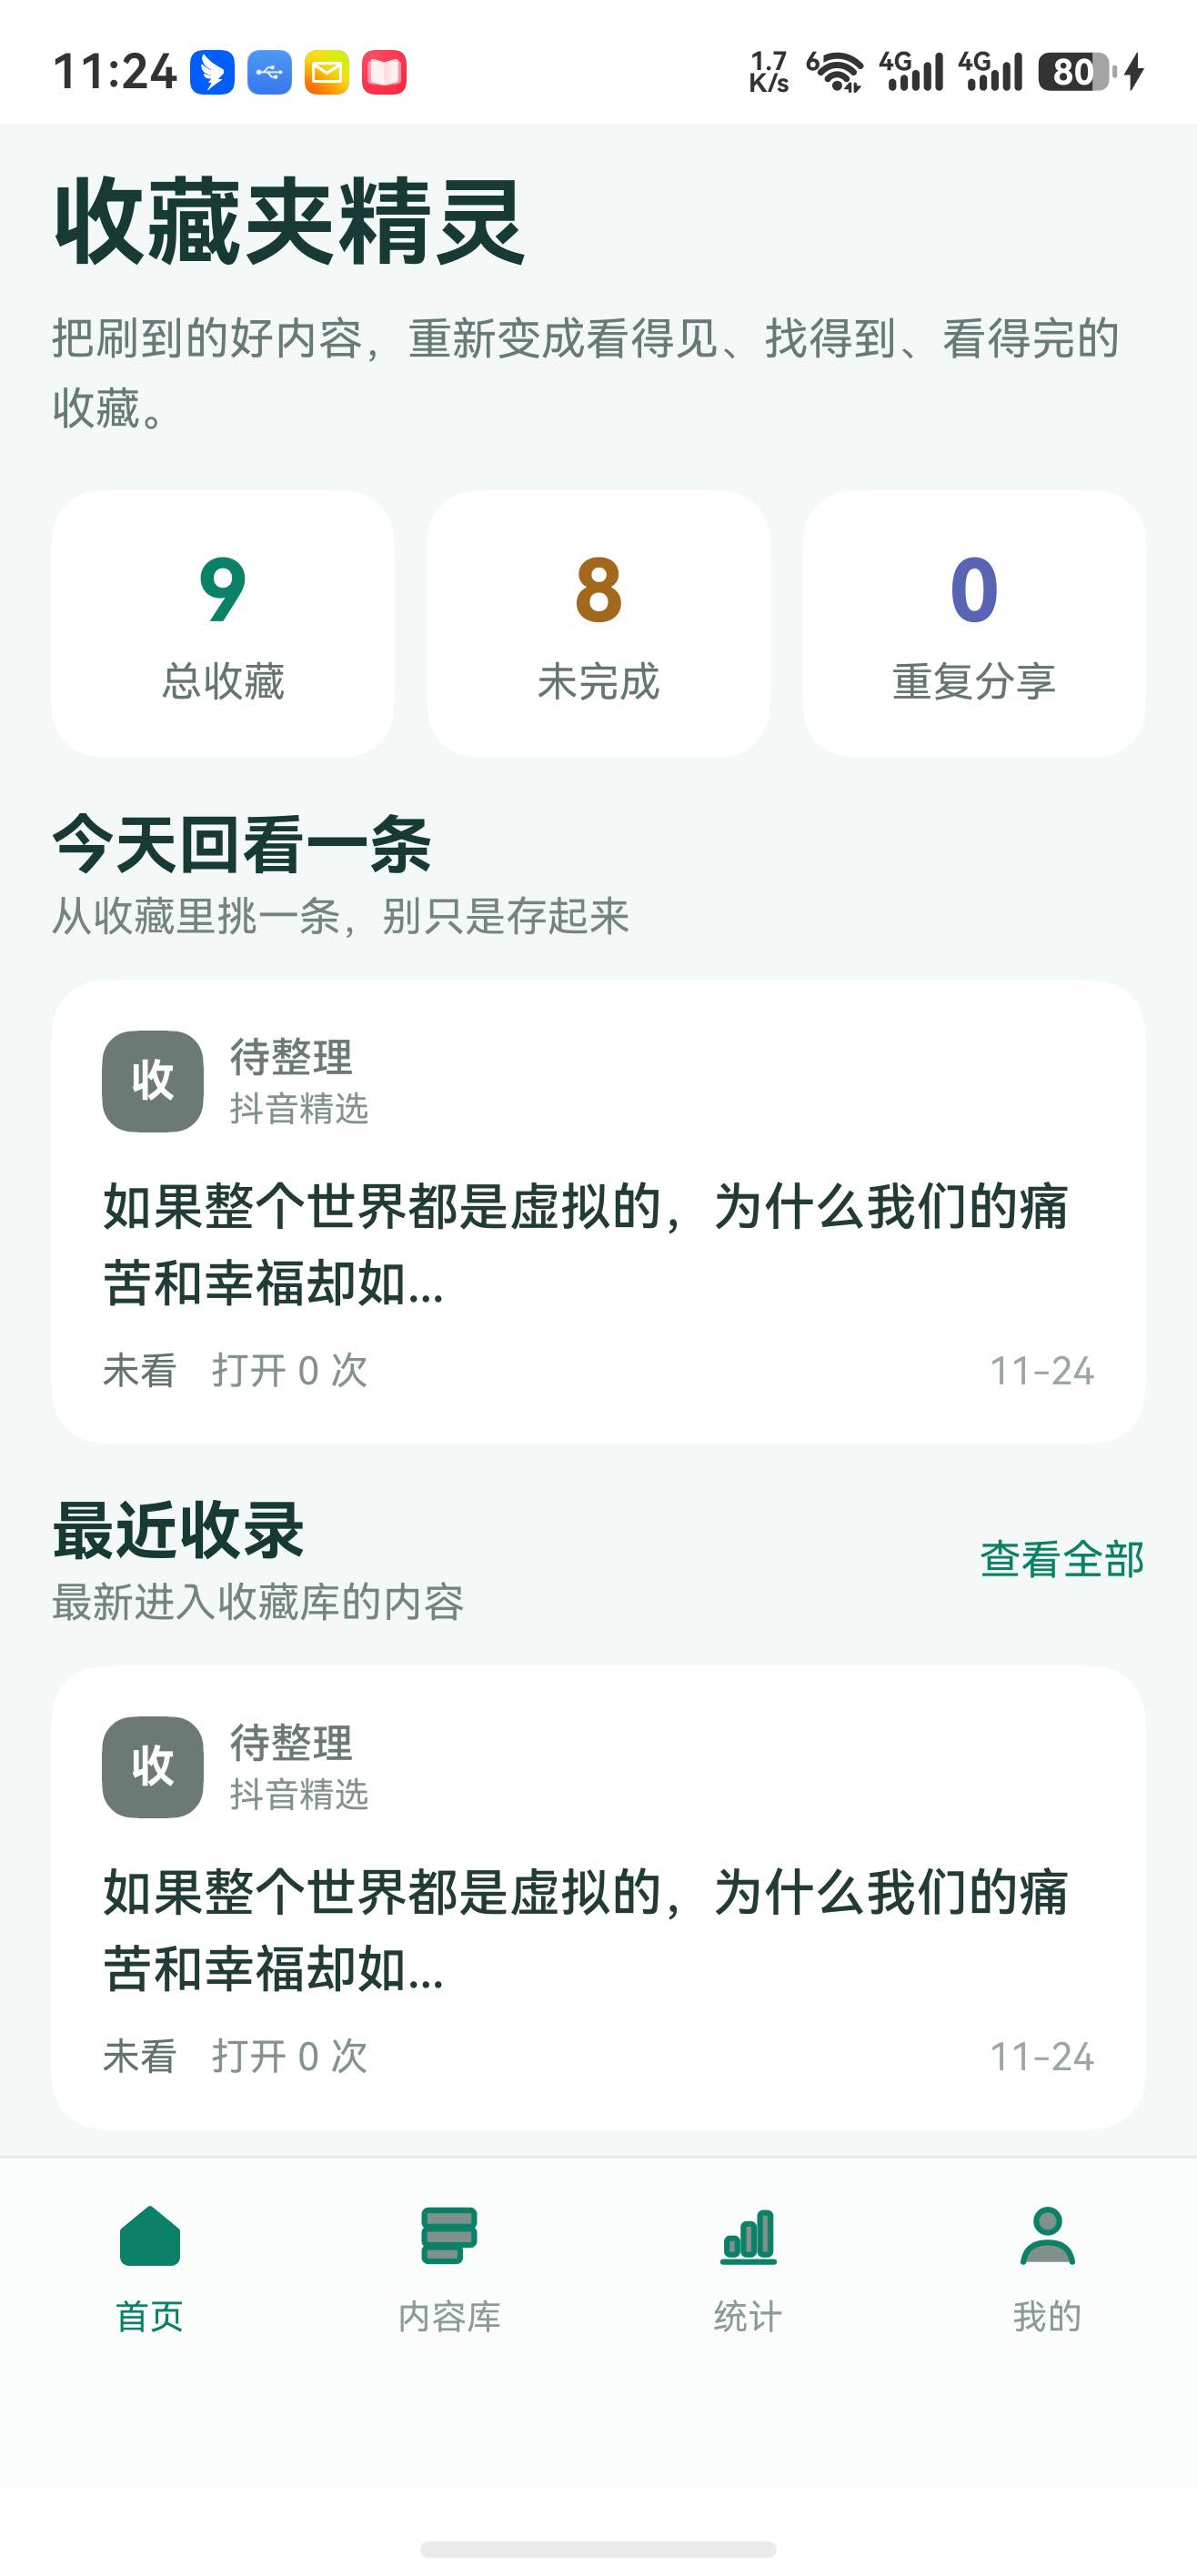 11:24
1.7
K/s
6
4G
4G
80
收藏夹精灵
把刷到的好内容，重新变成看得见、找得到、看得完的
收藏。
9
8
0
总收藏
未完成
重复分享
今天回看一条
从收藏里挑一条，别只是存起来
收
待整理
抖音精选
如果整个世界都是虚拟的，为什么我们的痛
苦和幸福却如...
未看 打开 0 次 11-24
最近收录
查看全部
最新进入收藏库的内容
收
待整理
抖音精选
如果整个世界都是虚拟的，为什么我们的痛
苦和幸福却如...
未看 打开 0 次 11-24
首页 内容库 统计 我的